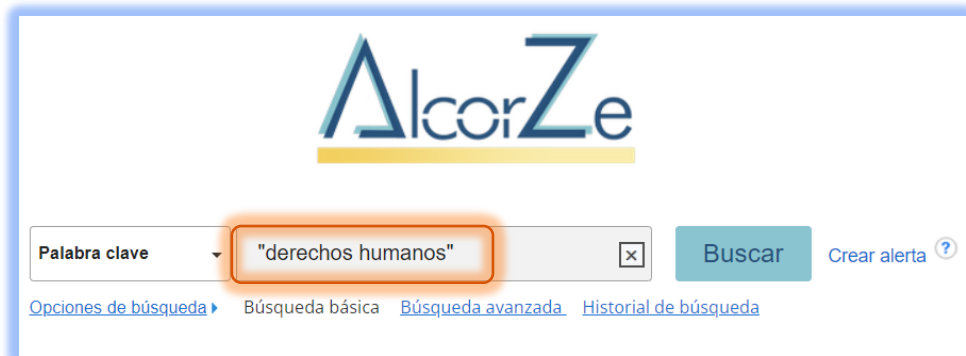 AlcorZe
Palabra clave "derechos humanos" x Buscar Crear alerta ?
Opciones de búsqueda Búsqueda básica Búsqueda avanzada Historial de búsqueda